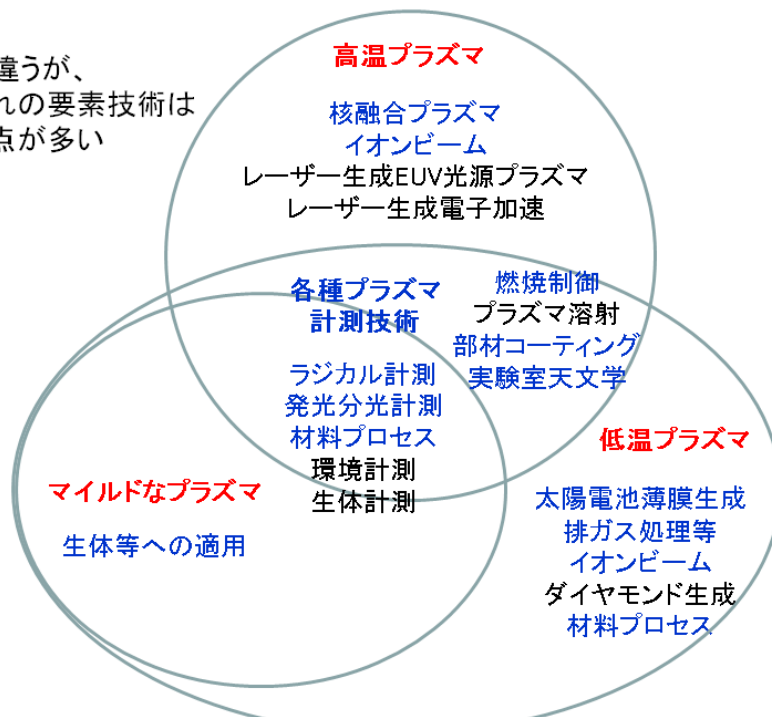 違うが、
れの要素技術は
点が多い
高温プラズマ
核融合プラズマ
イオンビーム
レーザー生成EUV光源プラズマ
レーザー生成電子加速
各種プラズマ
計測技術
ラジカル計測
発光分光計測
材料プロセス
環境計測
生体計測
燃焼制御
プラズマ溶射
部材コーティング
実験室天文学
マイルドなプラズマ
生体等への適用
低温プラズマ
太陽電池薄膜生成
排ガス処理等
イオンビーム
ダイヤモンド生成
材料プロセス